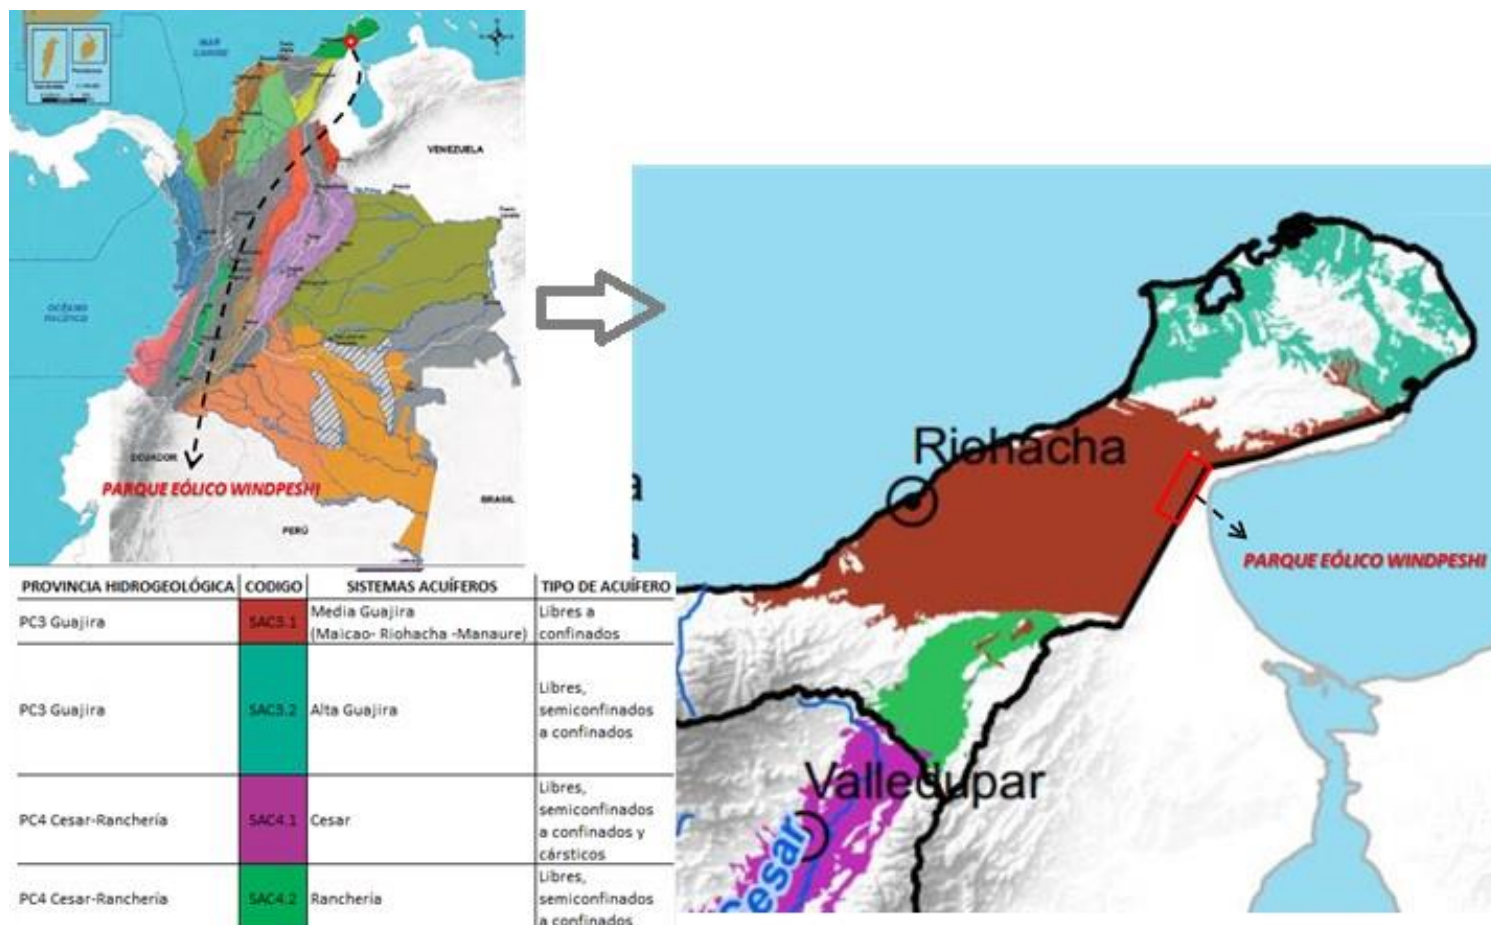 MAR
CARIBE
VENEZUELA
OCÉANO
PACÍFICO
ECUADOR
PARQUE EÓLICO WINDPESHI
BRASIL
PERÚ
Riohacha
PARQUE EÓLICO WINDPESHI
Valledupar
Cesar
PROVINCIA HIDROGEOLÓGICA CODIGO SISTEMAS ACUÍFEROS TIPO DE ACUÍFERO
PC3 Guajira SAC3.1 Media Guajira
(Maicao- Riohacha -Manaure) Libres a
confinados
PC3 Guajira SAC3.2 Alta Guajira Libres,
semiconfinados
a confinados
PC4 Cesar-Ranchería SAC4.1 Cesar Libres,
semiconfinados
a confinados y
cársticos
PC4 Cesar-Ranchería SAC4.2 Ranchería Libres,
semiconfinados
a confinados